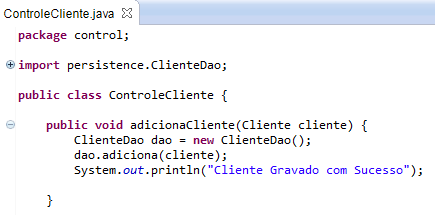 ControleCliente.java
package control;
import persistence.ClienteDao;
public class ControleCliente {
public void adicionaCliente(Cliente cliente) {
ClienteDao dao = new ClienteDao();
dao.adiciona(cliente);
System.out.println("Cliente Gravado com Sucesso");
}